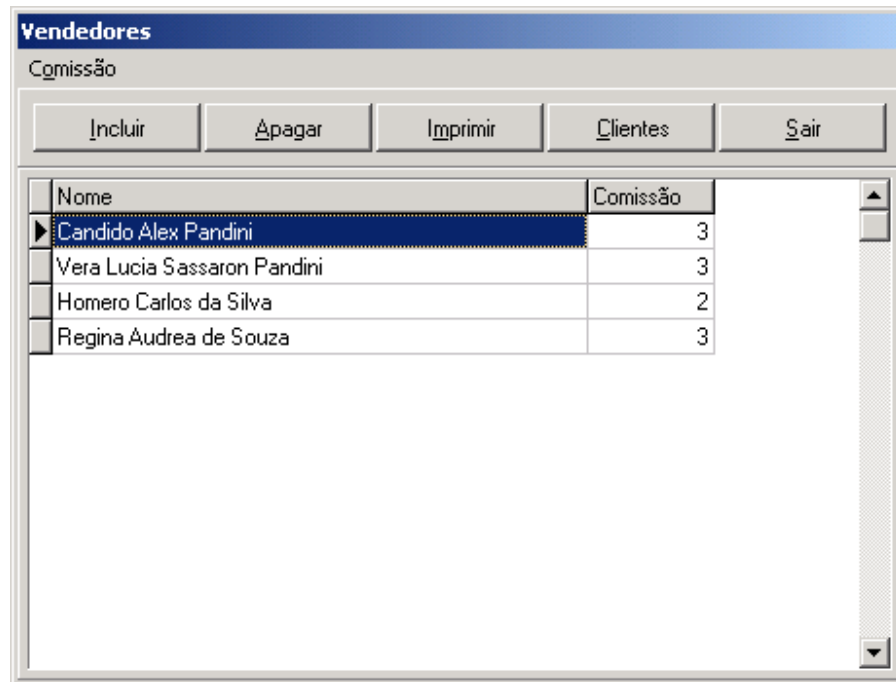 Vendedores
Comissão
Incluir Apagar Imprimir Clientes Sair
Nome Comissão
Candido Alex Pandini 3
Vera Lucia Sassaron Pandini 3
Homero Carlos da Silva 2
Regina Audrea de Souza 3